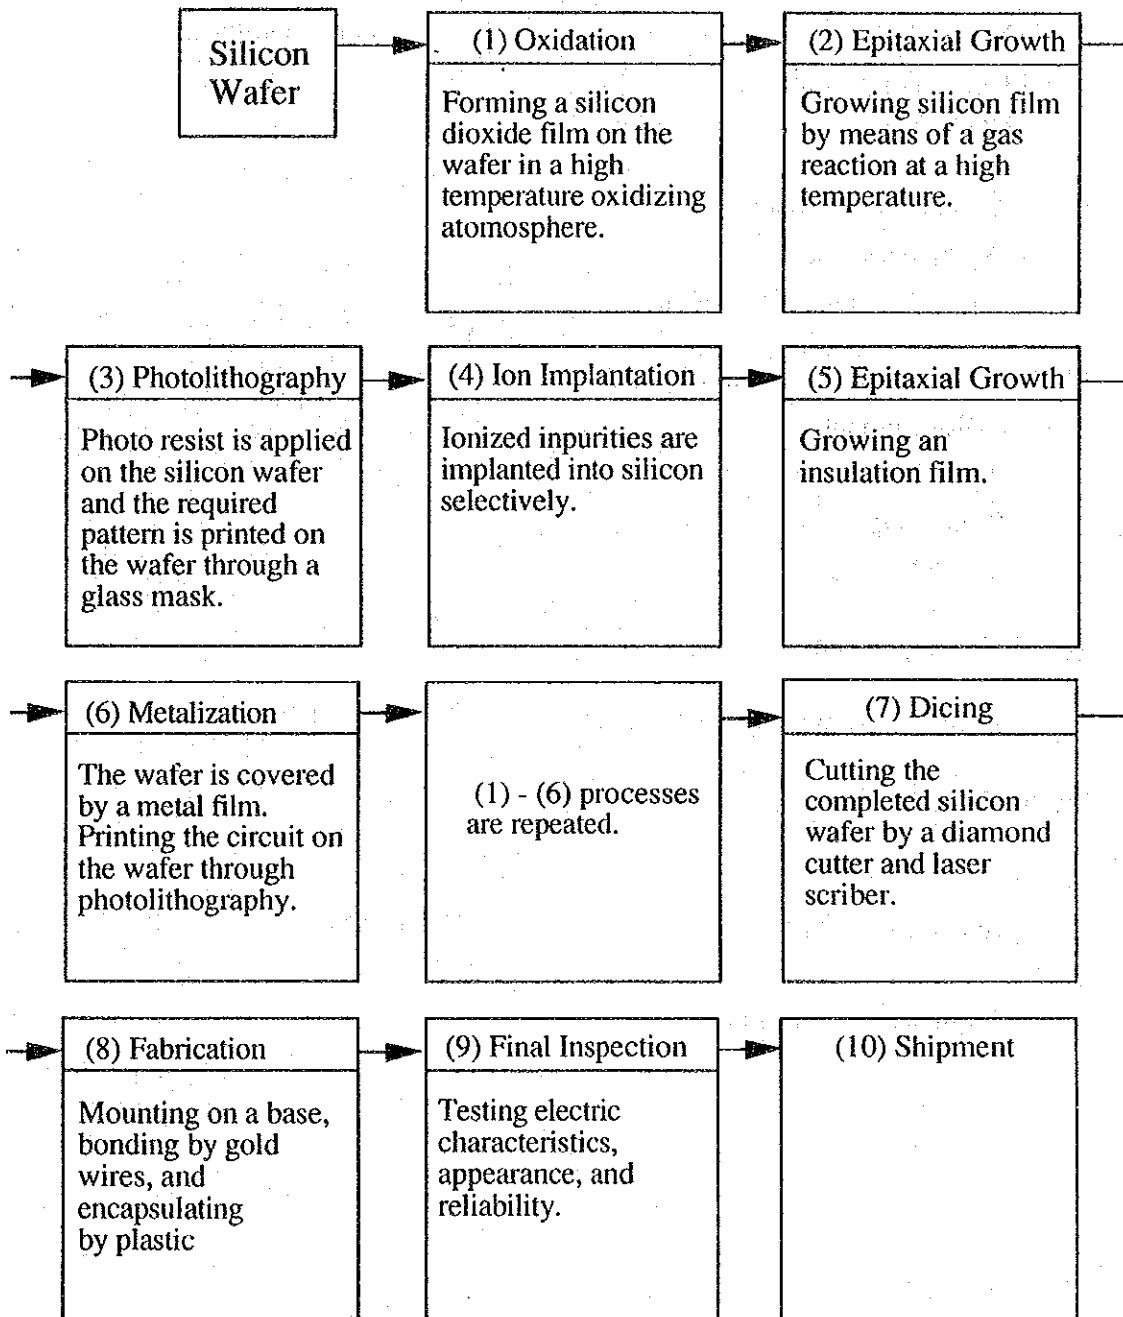 Silicon
Wafer
(1) Oxidation
Forming a silicon
dioxide film on the
wafer in a high
temperature oxidizing
atomosphere.
(2) Epitaxial Growth
Growing silicon film
by means of a gas
reaction at a high
temperature.
(3) Photolithography
Photo resist is applied
on the silicon wafer
and the required
pattern is printed on
the wafer through a
glass mask.
(4) Ion Implantation
Ionized inpurities are
implanted into silicon
selectively.
(5) Epitaxial Growth
Growing an
insulation film.
(6) Metalization
The wafer is covered
by a metal film.
Printing the circuit on
the wafer through
photolithography.
(1) - (6) processes
are repeated.
(7) Dicing
Cutting the
completed silicon
wafer by a diamond
cutter and laser
scriber.
(8) Fabrication
Mounting on a base,
bonding by gold
wires, and
encapsulating
by plastic
(9) Final Inspection
Testing electric
characteristics,
appearance, and
reliability.
(10) Shipment